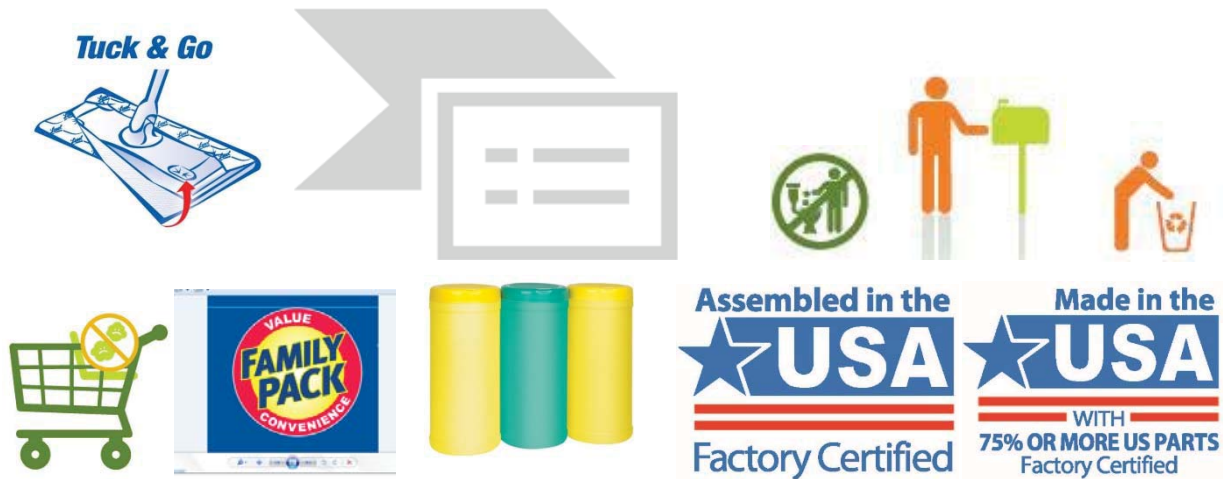 Tuck & Go
VALUE
FAMILY
PACK
CONVENIENCE
Assembled in the
USA
Factory Certified
Made in the
USA
WITH
75% OR MORE US PARTS
Factory Certified